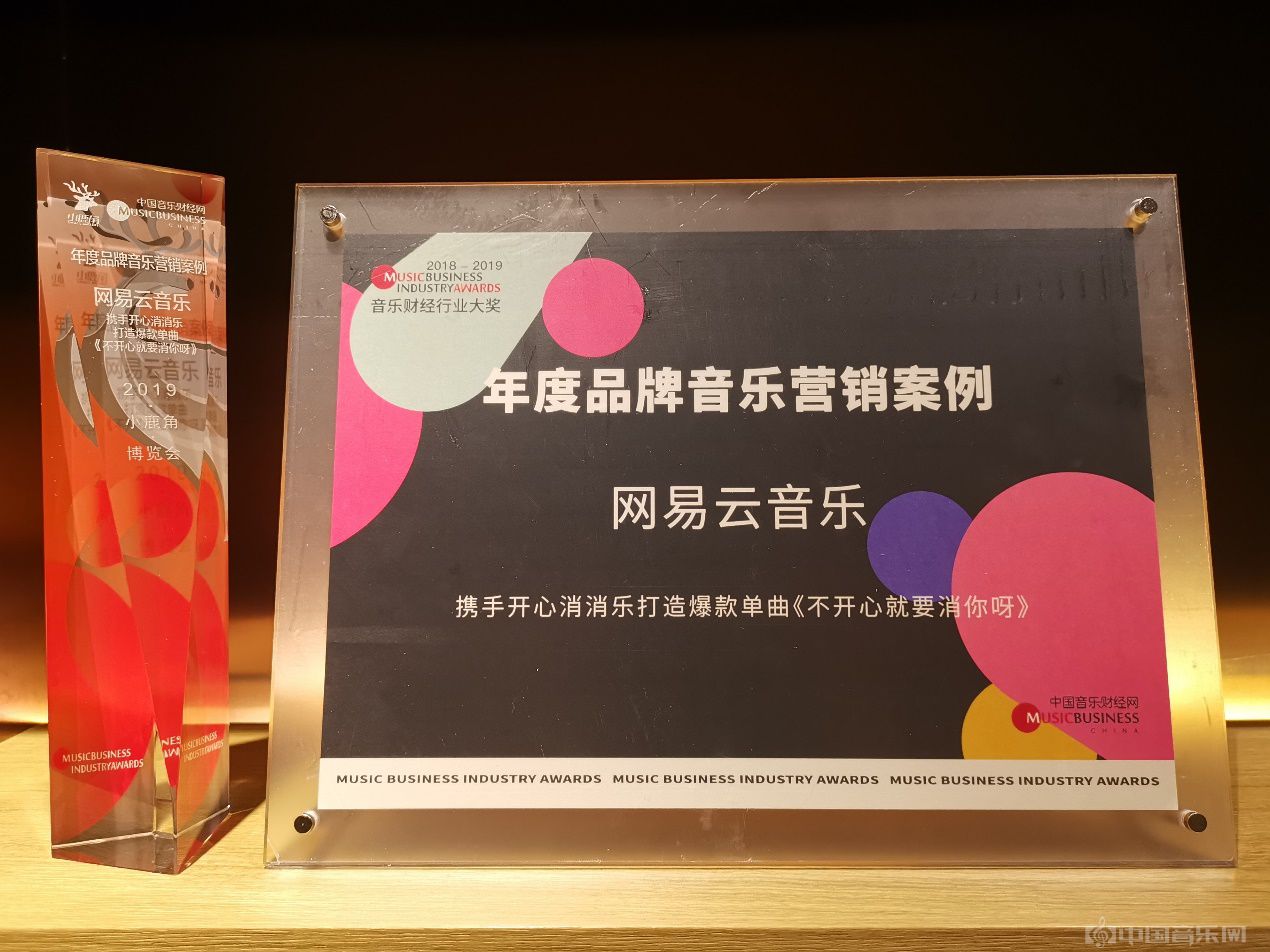 小鹿角
中国音乐财经网
MUSICBUSINESS
CHINA
年度品牌音乐营销案例
网易云音乐
携手开心消消乐
打造爆款单曲
《不开心就要消你呀》
2019
小鹿角
博览会
MUSICBUSINESS
INDUSTRYAWARDS
2018 - 2019
MUSICBUSINESS
INDUSTRYAWARDS
音乐财经行业大奖
年度品牌音乐营销案例
网易云音乐
携手开心消消乐打造爆款单曲《不开心就要消你呀》
中国音乐财经网
MUSICBUSINESS
CHINA
MUSIC BUSINESS INDUSTRY AWARDS MUSIC BUSINESS INDUSTRY AWARDS MUSIC BUSINESS INDUSTRY AWARDS
中国音乐网